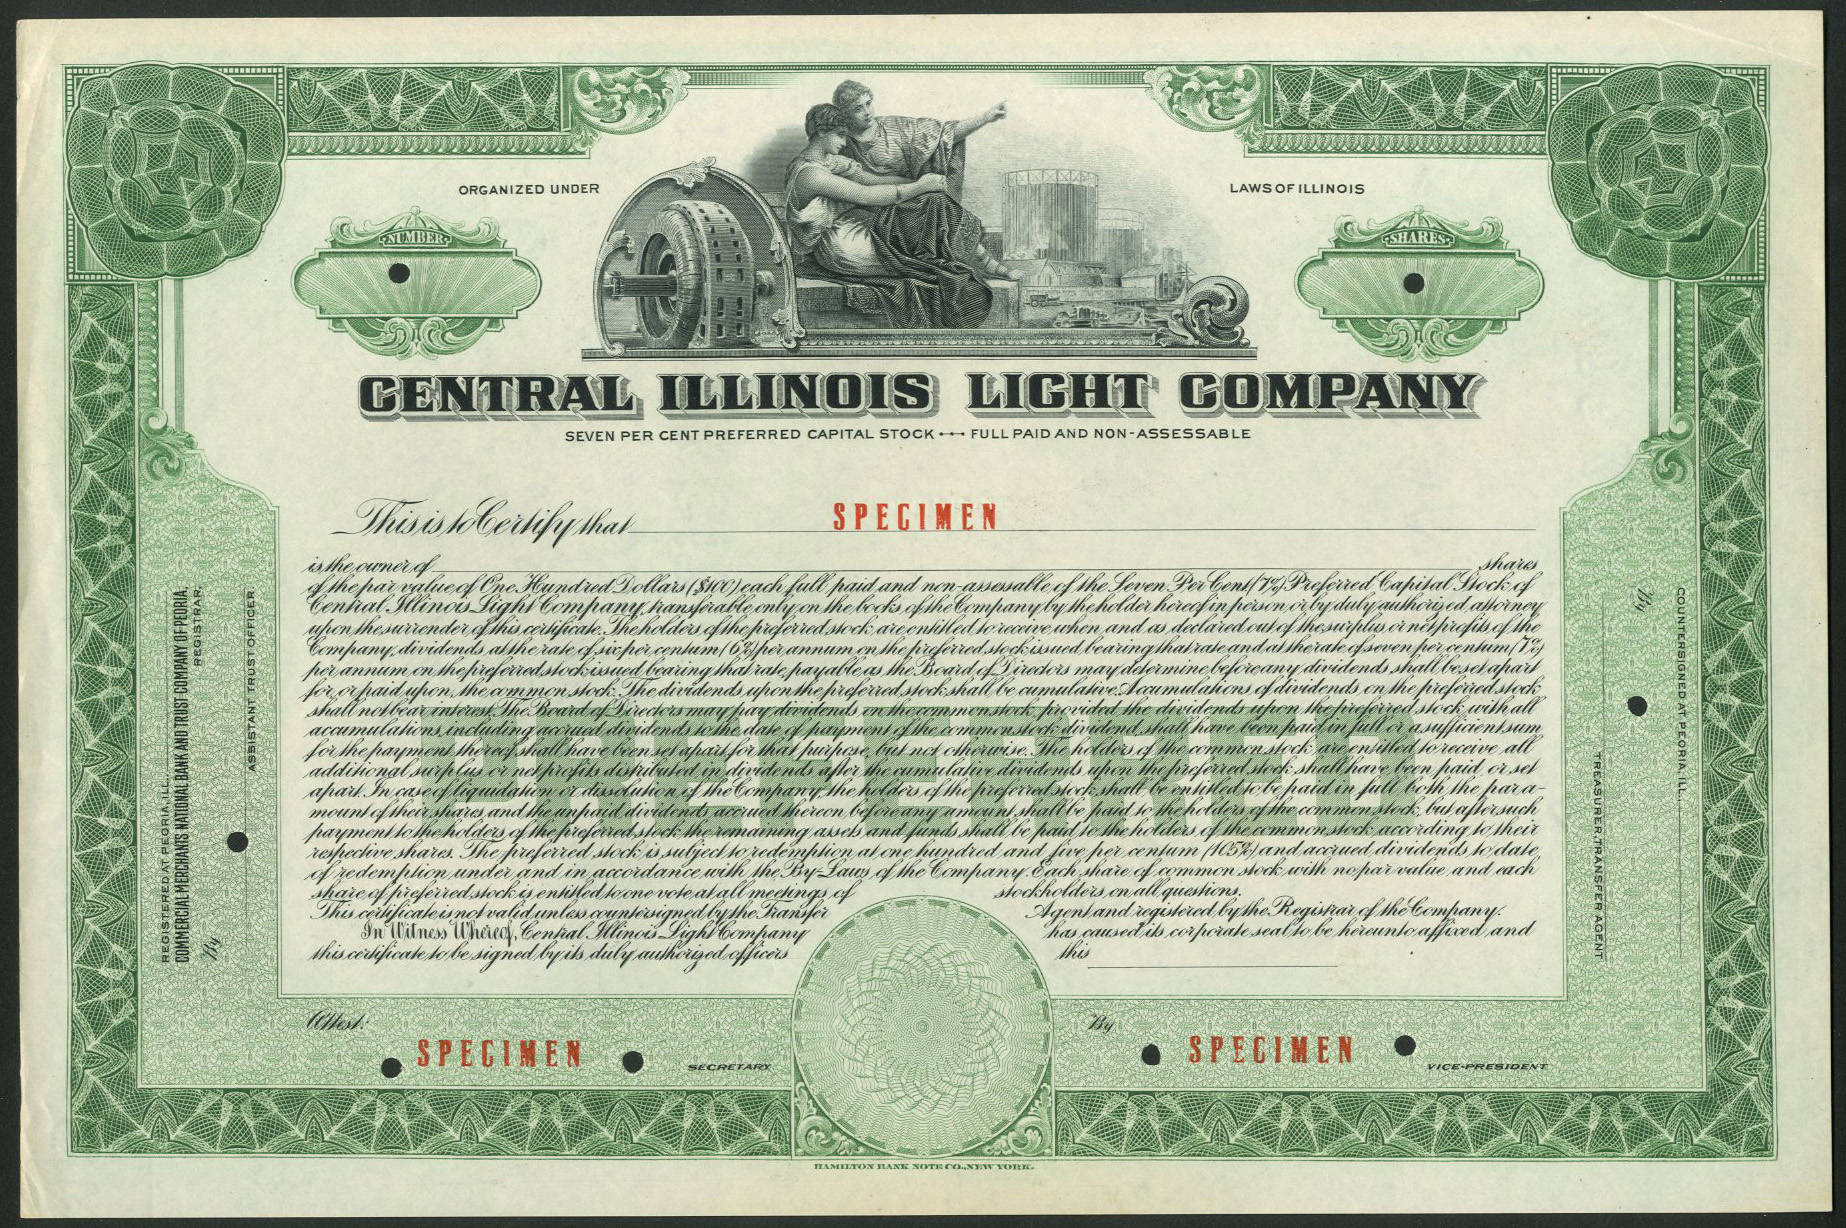 ORGANIZED UNDER
LAWS OF ILLINOIS
NUMBER
SHARES
CENTRAL ILLINOIS LIGHT COMPANY
SEVEN PER CENT PREFERRED CAPITAL STOCK FULL PAID AND NON-ASSESSABLE
This is to Certify that SPECIMEN
is the owner of shares
of the par value of One Hundred Dollars ($100) each full paid and non-assessable of the Seven Per Cent (7%) Preferred Capital Stock of
Central Illinois Light Company, transferable only on the books of the Company by the holder hereof in person or by duly authorized attorney
upon the surrender of this certificate. The holders of the preferred stock are entitled to receive when and as declared out of the surplus or net profits of the
Company, dividends at the rate of six per centum (6%) per annum on the preferred stock issued bearing that rate and at the rate of seven per centum (7%)
per annum on the preferred stock issued bearing that rate, payable as the Board of Directors may determine before any dividends shall be set apart
for, or paid upon, the common stock. The dividends upon the preferred stock shall be cumulative. Accumulations of dividends on the preferred stock
shall not bear interest. The Board of Directors may pay dividends on the common stock, provided the dividends upon the preferred stock, with all
accumulations, including accrued dividends to the date of payment of the common stock dividend, shall have been paid in full or a sufficient sum
for the payment thereof shall have been set apart for that purpose, but not otherwise. The holders of the common stock are entitled to receive all
additional surplus or net profits distributed in dividends after the cumulative dividends upon the preferred stock shall have been paid or set
apart. In case of liquidation or dissolution of the Company, the holders of the preferred stock shall be entitled to be paid in full both the par a-
mount of their shares, and the unpaid dividends accrued thereon before any amount shall be paid to the holders of the common stock, but after such
payment to the holders of the preferred stock the remaining assets and funds shall be paid to the holders of the common stock according to their
respective shares. The preferred stock is subject to redemption at one hundred and five per centum (105%) and accrued dividends to date
of redemption under and in accordance with the By-Laws of the Company. Each share of common stock with no par value, and each
share of preferred stock is entitled to one vote at all meetings of stockholders on all questions.
This certificate is not valid unless countersigned by the Transfer Agent and registered by the Registrar of the Company.
In Witness Whereof, Central Illinois Light Company has caused its corporate seal to be hereunto affixed and
this certificate to be signed by its duly authorized officers this
REGISTERED AT PEORIA, ILL.
COMMERCIAL MERCHANTS NATIONAL BANK AND TRUST COMPANY OF PEORIA,
REGISTRAR,
By
ASSISTANT TRUST OFFICER.
COUNTERSIGNED AT PEORIA, ILL.
By
TREASURER, TRANSFER AGENT
Attest:
SPECIMEN
SECRETARY
By
SPECIMEN
VICE-PRESIDENT
HAMILTON BANK NOTE CO., NEW YORK.